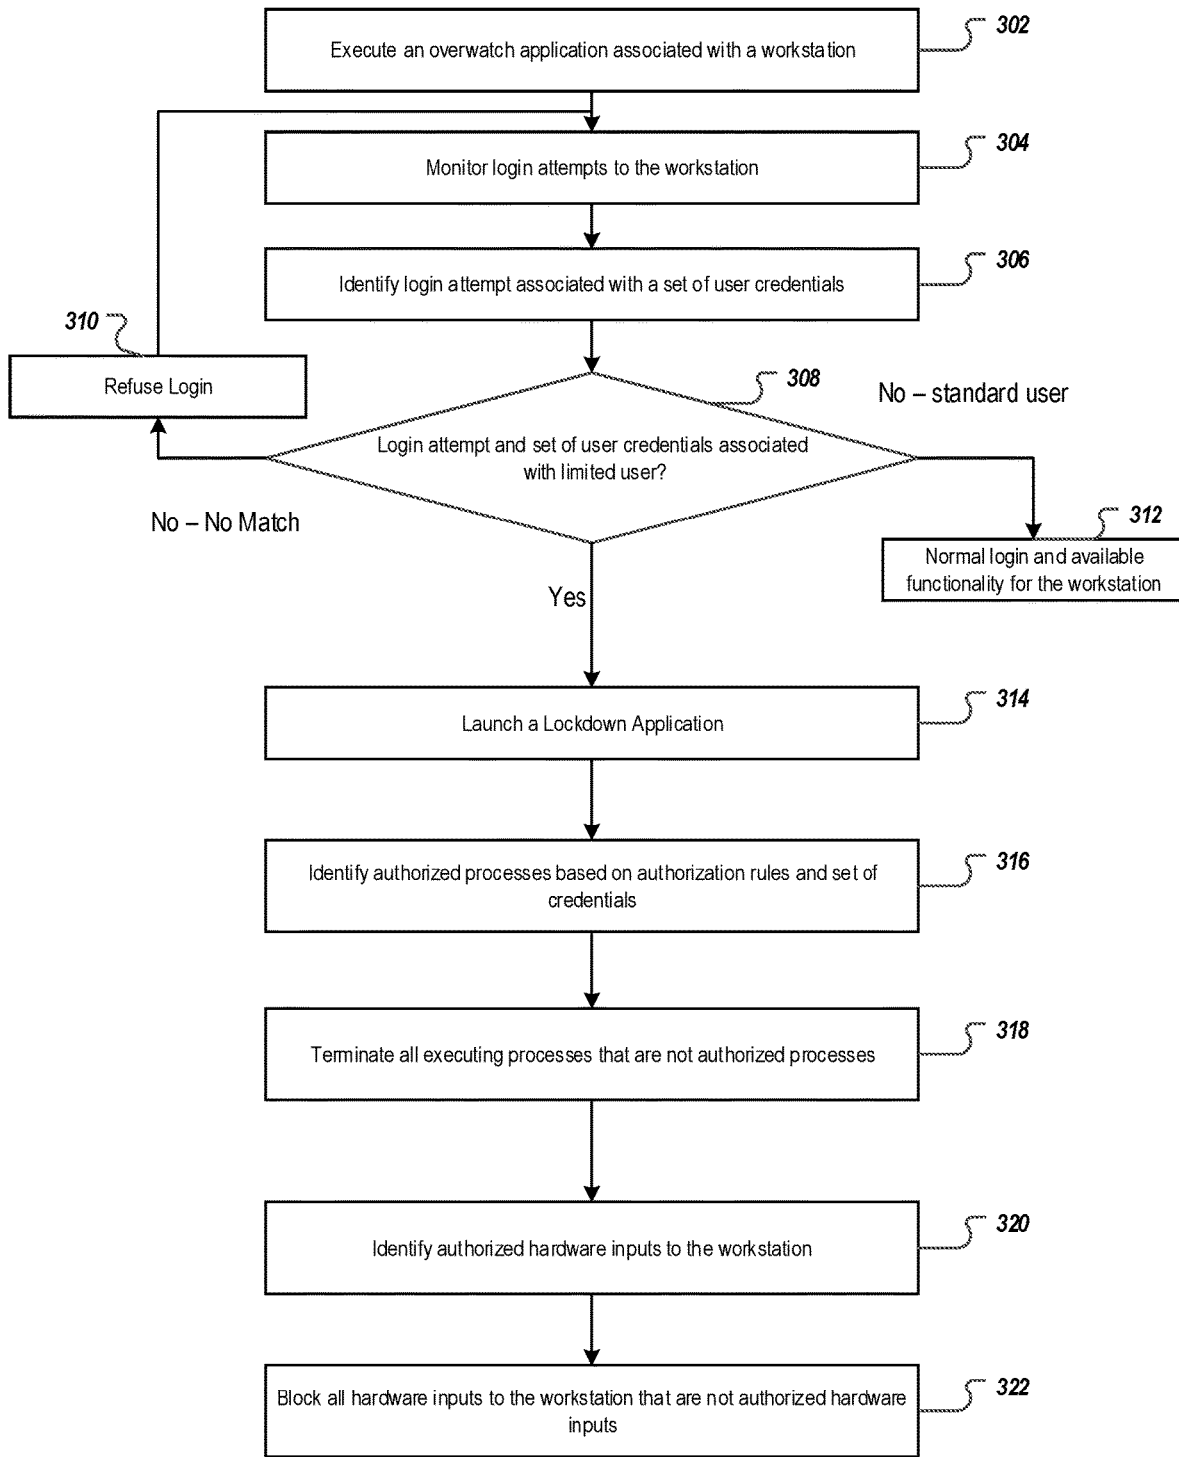 302
Execute an overwatch application associated with a workstation
304
Monitor login attempts to the workstation
306
Identify login attempt associated with a set of user credentials
310
Refuse Login
308
No – standard user
Login attempt and set of user credentials associated
with limited user?
No – No Match
312
Normal login and available
functionality for the workstation
Yes
314
Launch a Lockdown Application
316
Identify authorized processes based on authorization rules and set of
credentials
318
Terminate all executing processes that are not authorized processes
320
Identify authorized hardware inputs to the workstation
322
Block all hardware inputs to the workstation that are not authorized hardware
inputs